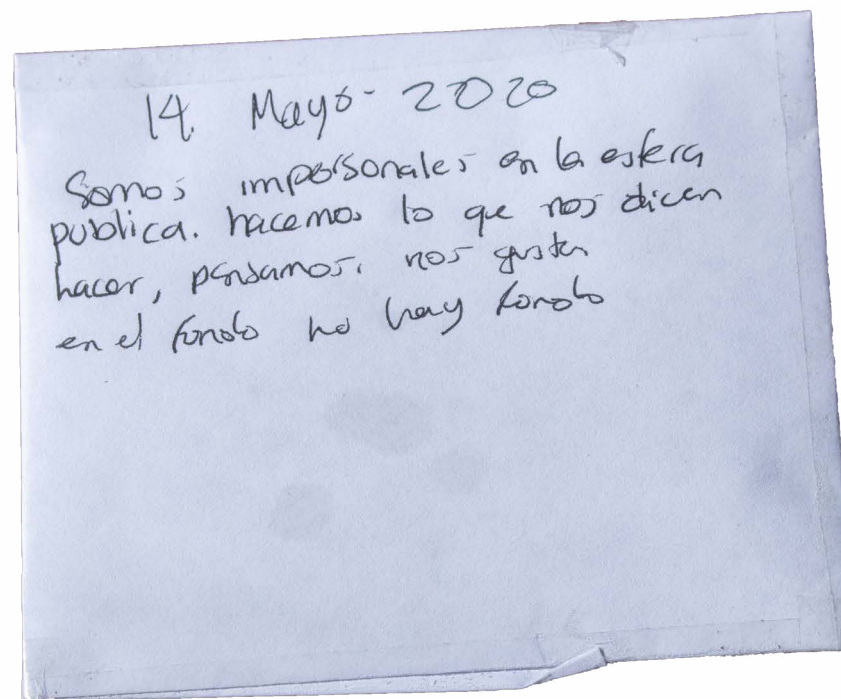 14. Mayo - 2020
Somos impersonales en la esfera
publica. hacemos lo que nos dicen
hacer, pensamos, nos gusta
en el fondo no hay fondo